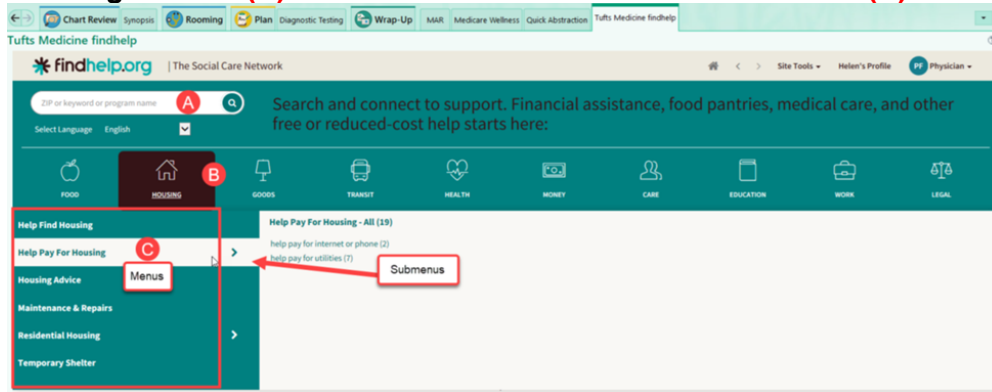 Chart Review Synopsis Rooming Plan Diagnostic Testing Wrap-Up MAR Medicare Wellness Quick Abstraction Tufts Medicine findhelp
Tufts Medicine findhelp
findhelp.org | The Social Care Network Site Tools Helen's Profile PF Physician
ZIP or keyword or program name A
Search and connect to support. Financial assistance, food pantries, medical care, and other
free or reduced-cost help starts here:
Select Language English
B
FOOD HOUSING GOODS TRANSIT HEALTH MONEY CARE EDUCATION WORK LEGAL
Help Find Housing
Help Pay For Housing
C
Menus
Housing Advice
Maintenance & Repairs
Residential Housing
Temporary Shelter
Help Pay For Housing - All (19)
help pay for internet or phone (2)
help pay for utilities (7)
Submenus